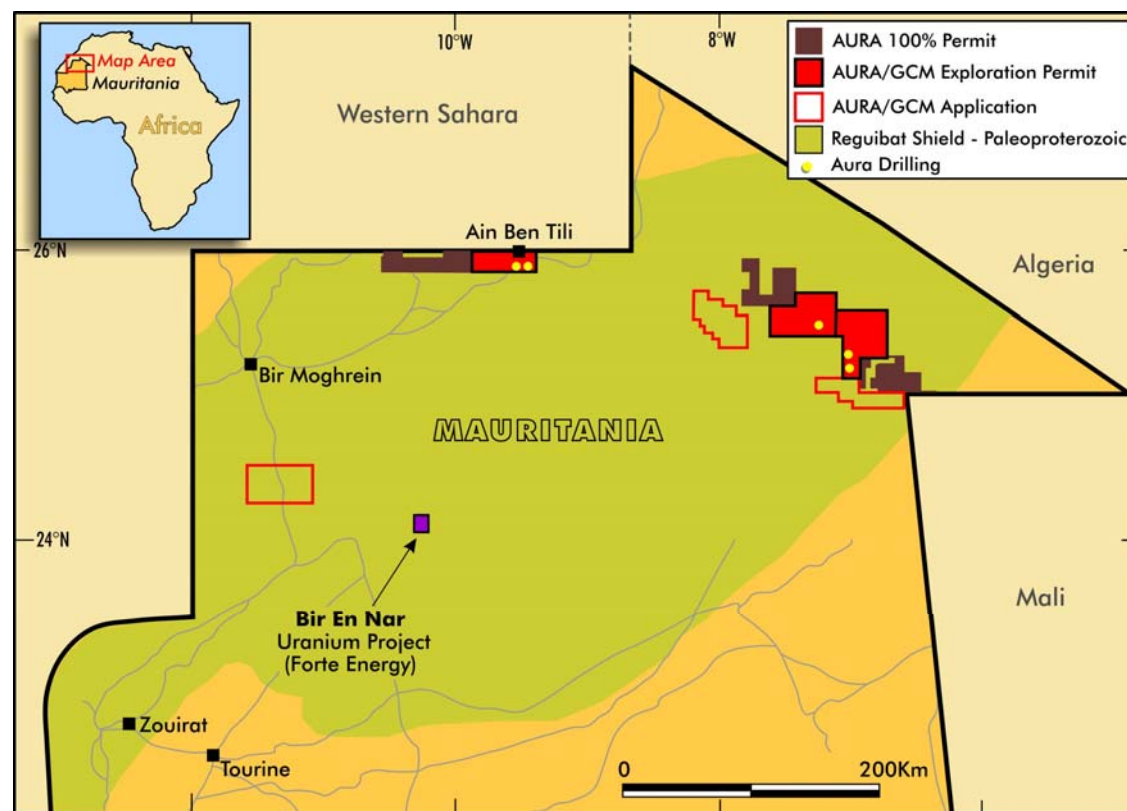 10°W
8°W
Map Area
Mauritania
Africa
AURA 100% Permit
AURA/GCM Exploration Permit
AURA/GCM Application
Reguibat Shield - Paleoproterozoic
Aura Drilling
Western Sahara
Ain Ben Tili
26°N
Algeria
Bir Moghrein
MAURITANIA
24°N
Bir En Nar
Uranium Project
(Forte Energy)
Mali
Zouirat
Tourine
0 200Km